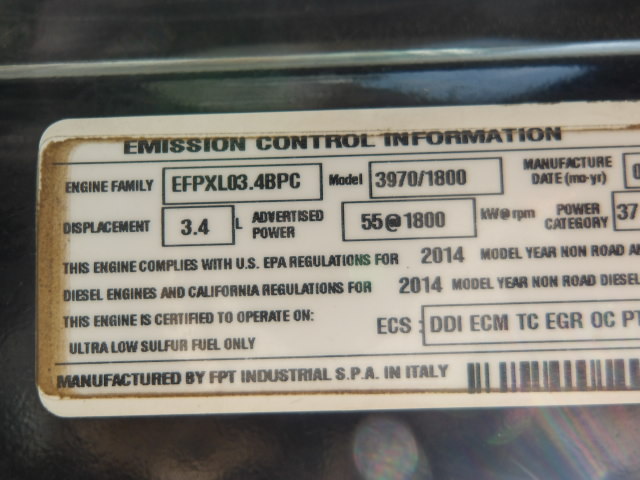 EMISSION CONTROL INFORMATION
ENGINE FAMILY EFPXL03.4BPC Model 3970/1800 MANUFACTURE DATE (mo-yr) 0
DISPLACEMENT 3.4 L ADVERTISED POWER 55@1800 kW@rpm POWER CATEGORY 37
THIS ENGINE COMPLIES WITH U.S. EPA REGULATIONS FOR 2014 MODEL YEAR NON ROAD
DIESEL ENGINES AND CALIFORNIA REGULATIONS FOR 2014 MODEL YEAR NON ROAD DIESEL
THIS ENGINE IS CERTIFIED TO OPERATE ON:
ULTRA LOW SULFUR FUEL ONLY
ECS : DDI ECM TC EGR OC
MANUFACTURED BY FPT INDUSTRIAL S.P.A. IN ITALY